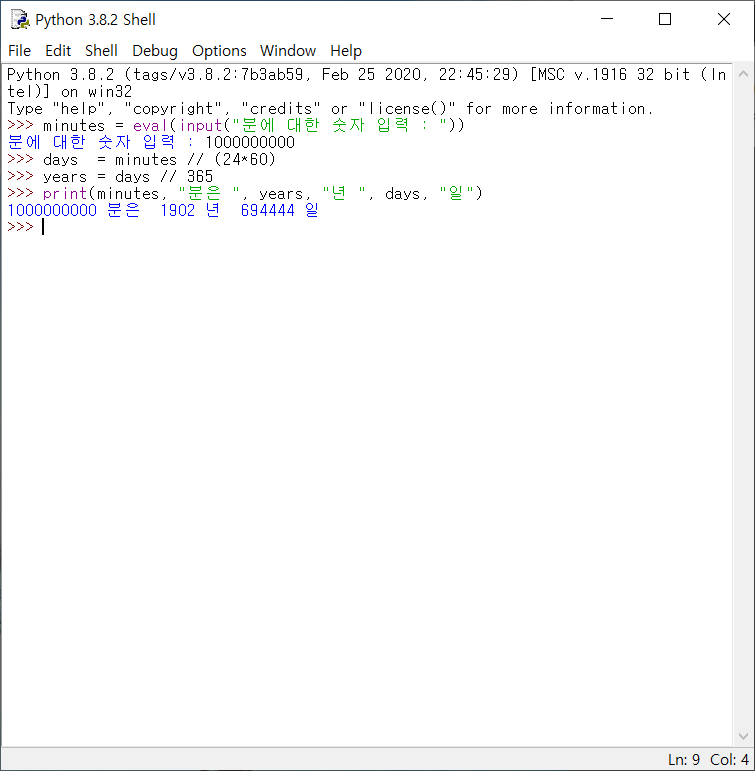 Python 3.8.2 Shell
File Edit Shell Debug Options Window Help
Python 3.8.2 (tags/v3.8.2:7b3ab59, Feb 25 2020, 22:45:29) [MSC v.1916 32 bit (In
tel)] on win32
Type "help", "copyright", "credits" or "license()" for more information.
>>> minutes = eval(input("분에 대한 숫자 입력 : "))
분에 대한 숫자 입력 : 1000000000
>>> days  = minutes // (24*60)
>>> years = days // 365
>>> print(minutes, "분은 ", years, "년 ", days, "일")
1000000000 분은  1902 년  694444 일
>>>
Ln: 9 Col: 4